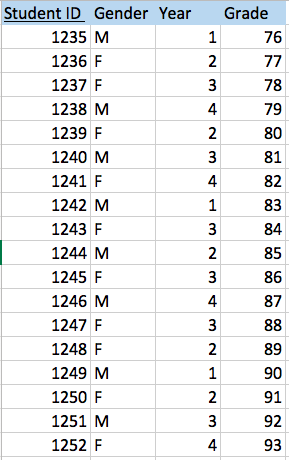 Student ID Gender Year Grade
1235 M 1 76
1236 F 2 77
1237 F 3 78
1238 M 4 79
1239 F 2 80
1240 M 3 81
1241 F 4 82
1242 M 1 83
1243 F 3 84
1244 M 2 85
1245 F 3 86
1246 M 4 87
1247 F 3 88
1248 F 2 89
1249 M 1 90
1250 F 2 91
1251 M 3 92
1252 F 4 93